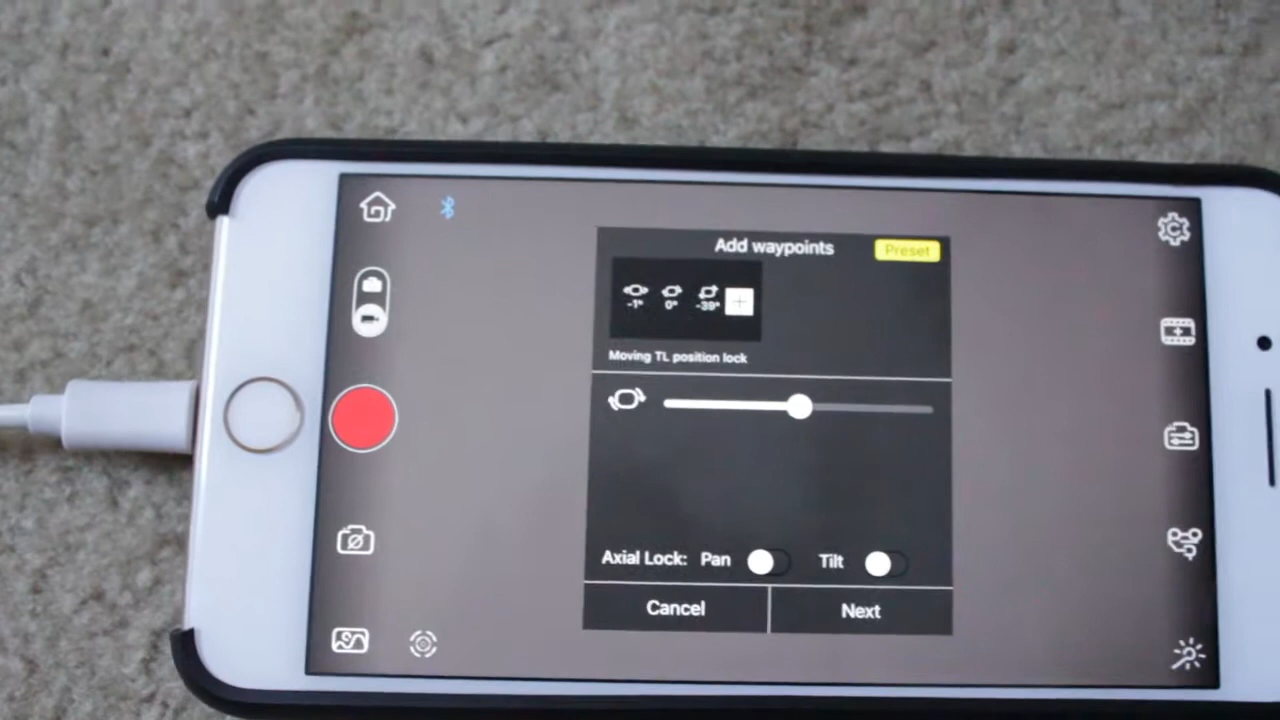 Add waypoints
Preset
-1° 0° -39°
Moving TL position lock
Axial Lock: Pan Tilt
Cancel Next